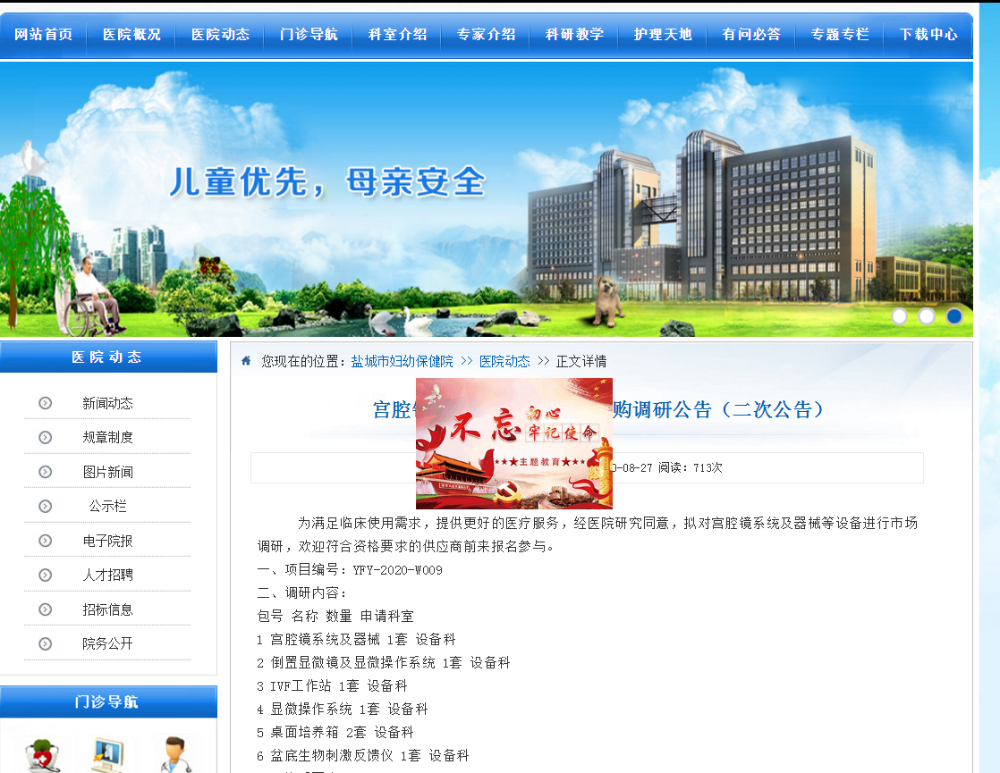 网站首页 医院概况 医院动态 门诊导航 科室介绍 专家介绍 科研教学 护理天地 有问必答 专题专栏 下载中心
儿童优先，母亲安全
医院动态
新闻动态
规章制度
图片新闻
公示栏
电子院报
人才招聘
招标信息
院务公开
门诊导航
您现在的位置：盐城市妇幼保健院 >> 医院动态 >> 正文详情
宫腔 购调研公告（二次公告）
不忘初心
牢记使命
★★★主题教育★★★
-08-27 阅读：713次
为满足临床使用需求，提供更好的医疗服务，经医院研究同意，拟对宫腔镜系统及器械等设备进行市场
调研，欢迎符合资格要求的供应商前来报名参与。
一、项目编号：YFY-2020-W009
二、调研内容：
包号 名称 数量 申请科室
1 宫腔镜系统及器械 1套 设备科
2 倒置显微镜及显微操作系统 1套 设备科
3 IVF工作站 1套 设备科
4 显微操作系统 1套 设备科
5 桌面培养箱 2套 设备科
6 盆底生物刺激反馈仪 1套 设备科